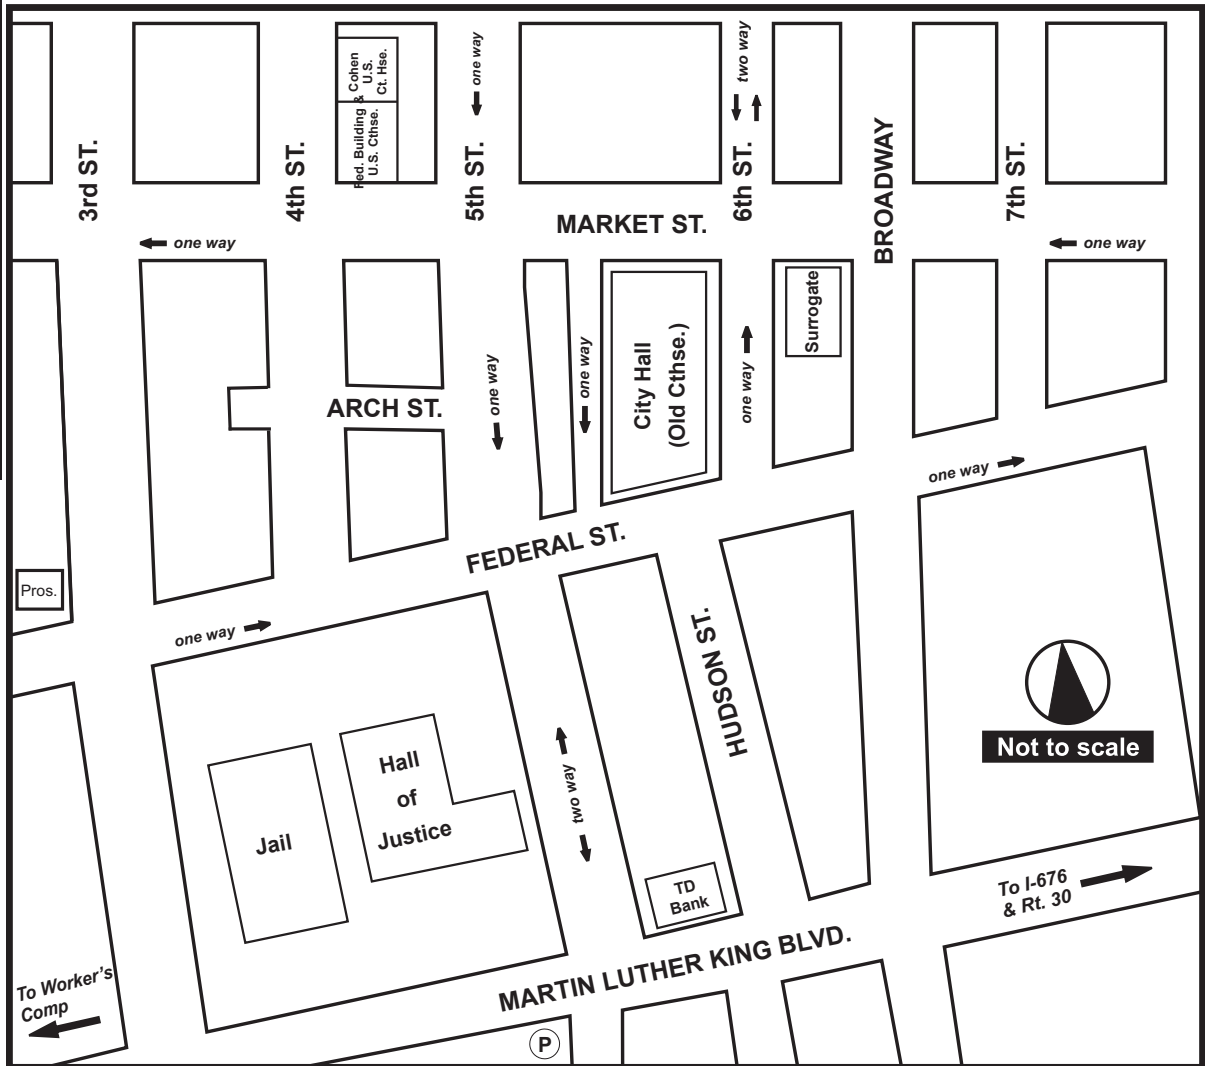 Cohen
U.S.
Ct. Hse.
Fed. Building &
U.S. Cthse.
one way
two way
3rd ST.
4th ST.
5th ST.
6th ST.
BROADWAY
7th ST.
MARKET ST.
one way
one way
Surrogate
City Hall
(Old Cthse.)
one way
one way
one way
ARCH ST.
one way
FEDERAL ST.
Pros.
one way
HUDSON ST.
Not to scale
Hall
of
Justice
Jail
two way
TD
Bank
To I-676
& Rt. 30
MARTIN LUTHER KING BLVD.
To Worker's
Comp
P